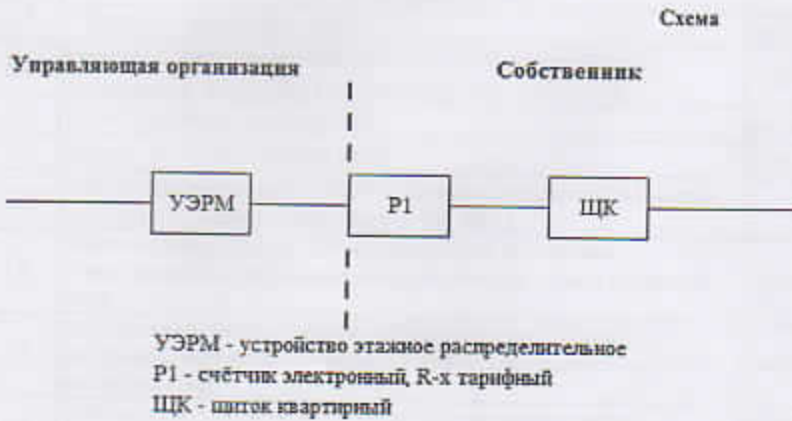 Схема
Управляющая организация Собственник
УЭРМ Р1 ЩК
УЭРМ - устройство этажное распределительное
Р1 - счётчик электронный, R-х тарифный
ЩК - щиток квартирный